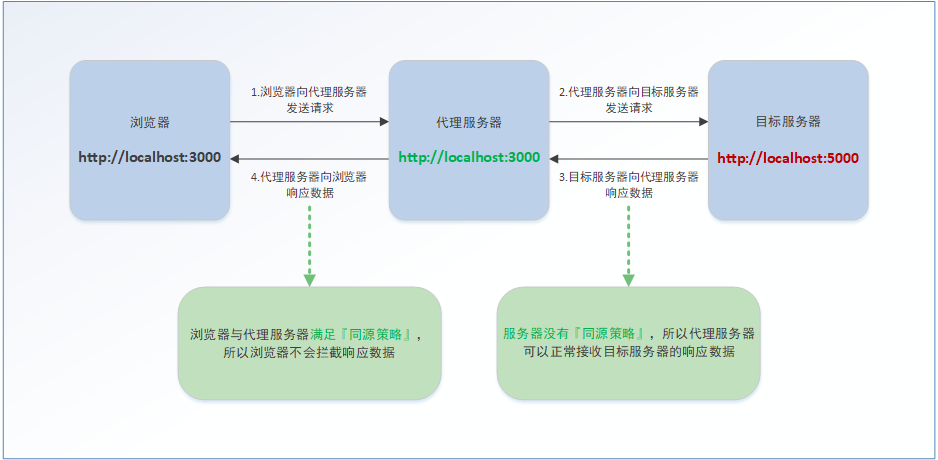 1.浏览器向代理服务器
发送请求
2.代理服务器向目标服务器
发送请求
浏览器
代理服务器
目标服务器
http://localhost:3000
http://localhost:3000
http://localhost:5000
4.代理服务器向浏览器
响应数据
3.目标服务器向代理服务器
响应数据
浏览器与代理服务器满足『同源策略』,
所以浏览器不会拦截响应数据
服务器没有『同源策略』，所以代理服务器
可以正常接收目标服务器的响应数据